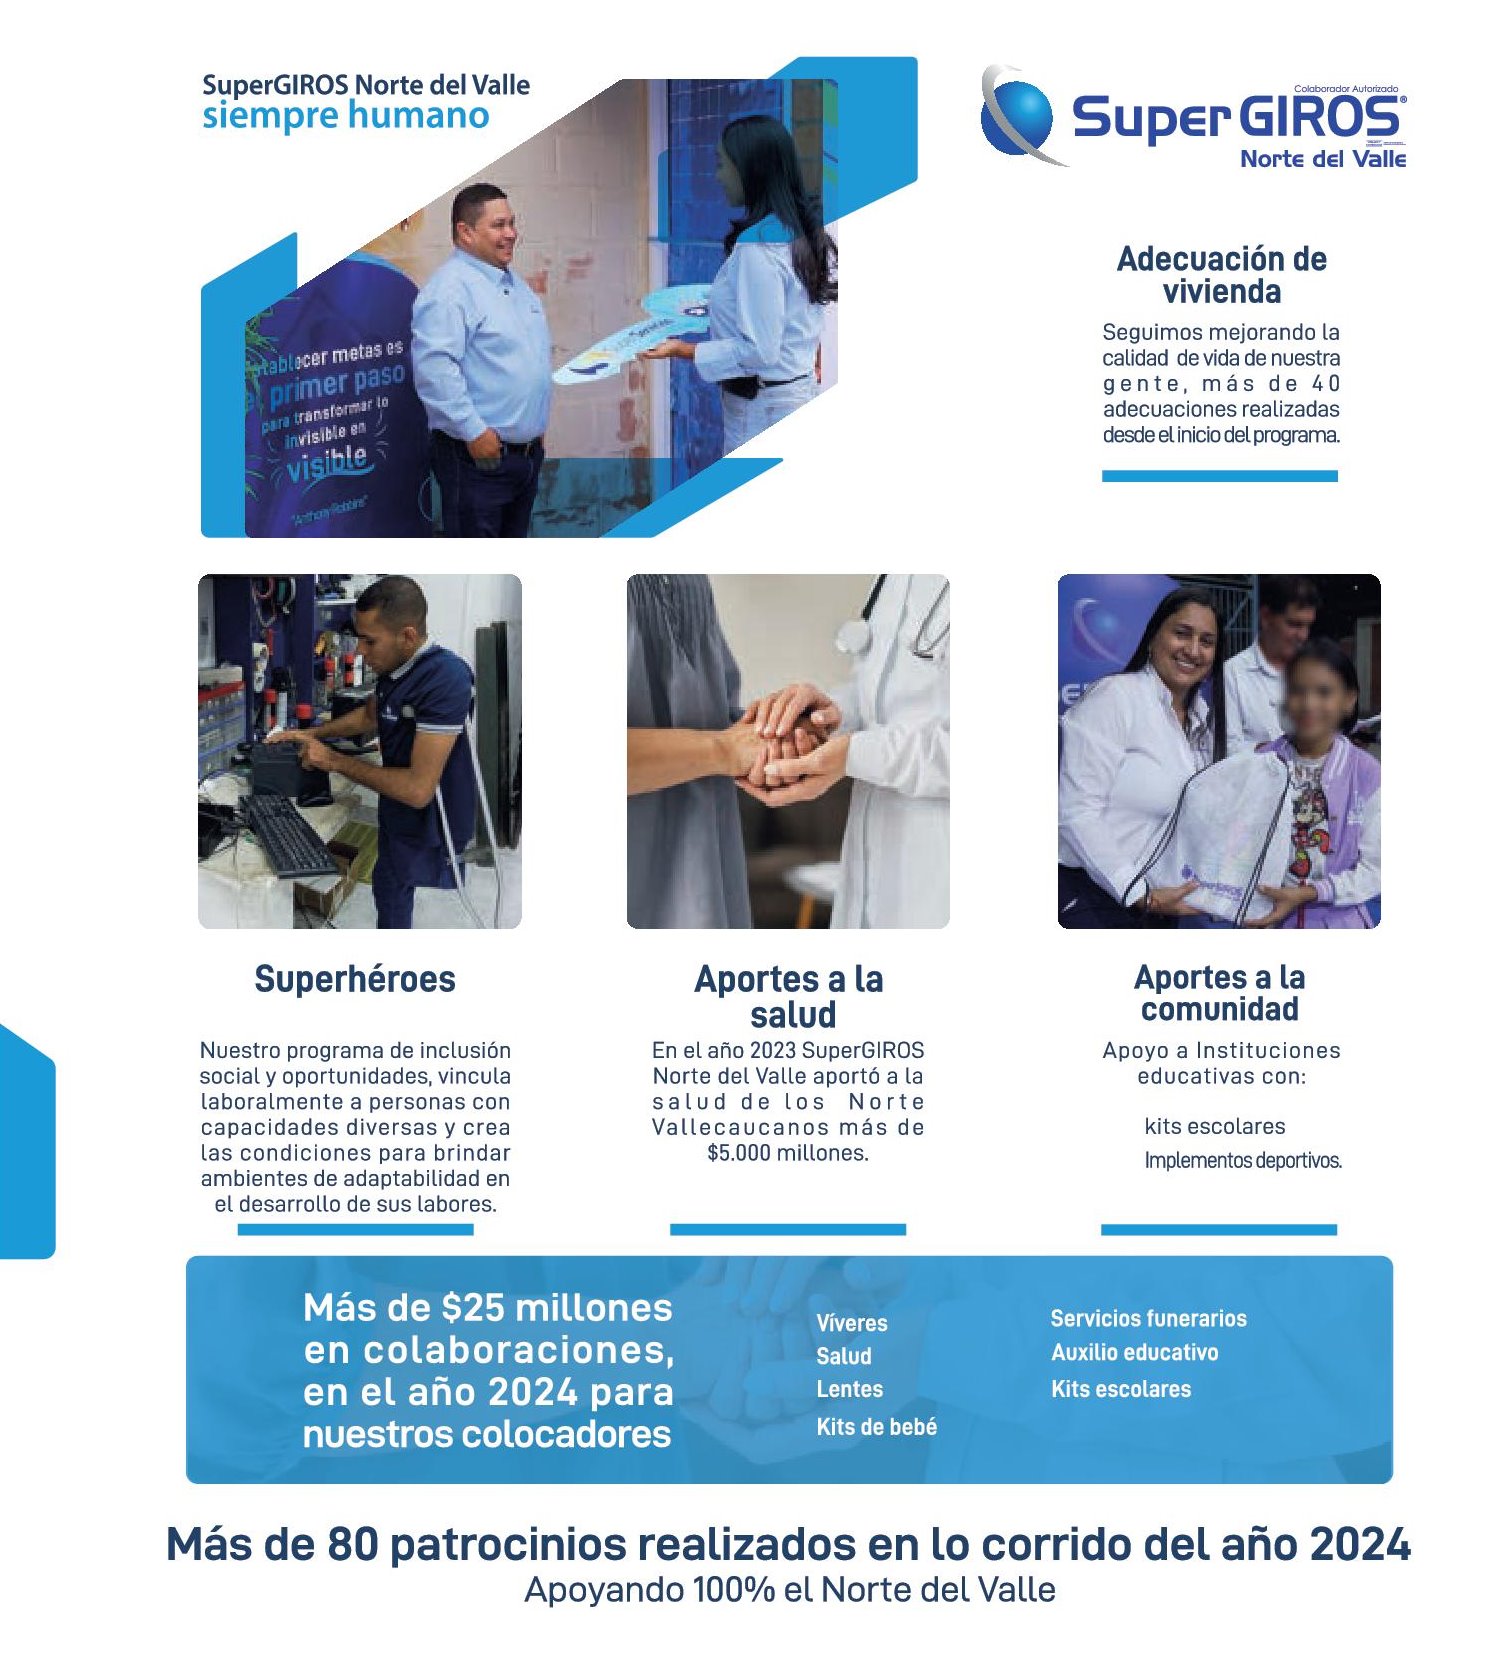 SuperGIROS Norte del Valle
siempre humano
Colaborador Autorizado
Super GIROS®
Norte del Valle
tablecer metas es
el primer paso
para transformar lo
invisible en
visible
"Anthony Robbins"
Adecuación de
vivienda
Seguimos mejorando la
calidad de vida de nuestra
gente, más de 40
adecuaciones realizadas
desde el inicio del programa.
SuperGIROS
Superhéroes
Nuestro programa de inclusión
social y oportunidades, vincula
laboralmente a personas con
capacidades diversas y crea
las condiciones para brindar
ambientes de adaptabilidad en
el desarrollo de sus labores.
Aportes a la
salud
En el año 2023 SuperGIROS
Norte del Valle aportó a la
salud de los Norte
Vallecaucanos más de
$5.000 millones.
Aportes a la
comunidad
Apoyo a Instituciones
educativas con:
kits escolares
Implementos deportivos.
Más de $25 millones
en colaboraciones,
en el año 2024 para
nuestros colocadores
Víveres
Salud
Lentes
Kits de bebé
Servicios funerarios
Auxilio educativo
Kits escolares
Más de 80 patrocinios realizados en lo corrido del año 2024
Apoyando 100% el Norte del Valle